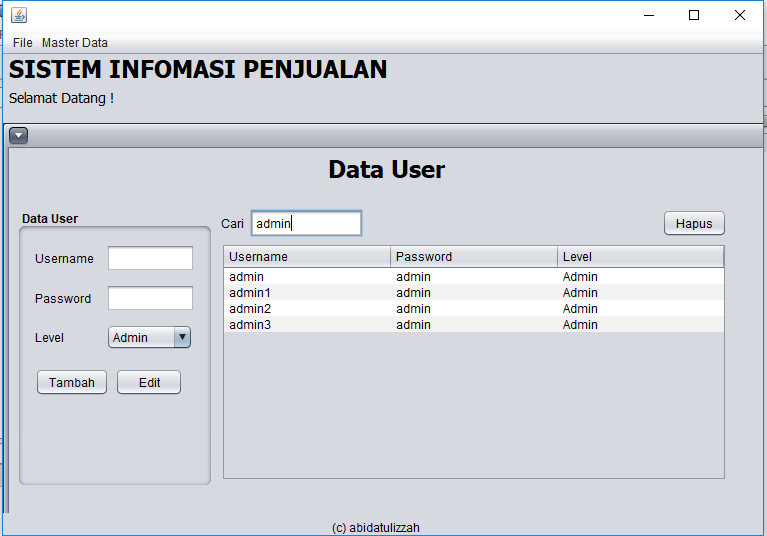 File Master Data
SISTEM INFOMASI PENJUALAN
Selamat Datang !
Data User
Data User
Cari admin Hapus
Username
Password
Level Admin
Tambah Edit
Username Password Level
admin admin Admin
admin1 admin Admin
admin2 admin Admin
admin3 admin Admin
(c) abidatulizzah